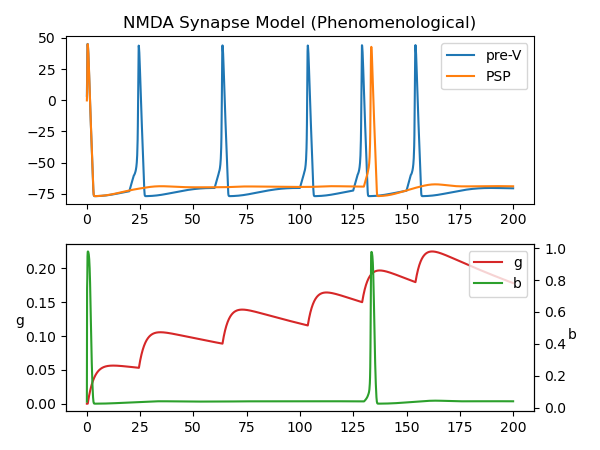 NMDA Synapse Model (Phenomenological)
50
25
0
−25
−50
−75
pre-V
PSP
0 25 50 75 100 125 150 175 200
g
0.20
0.15
0.10
0.05
0.00
g
b
1.0
0.8
0.6
0.4
0.2
0.0
b
0 25 50 75 100 125 150 175 200